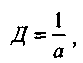 Д = 1/a ,